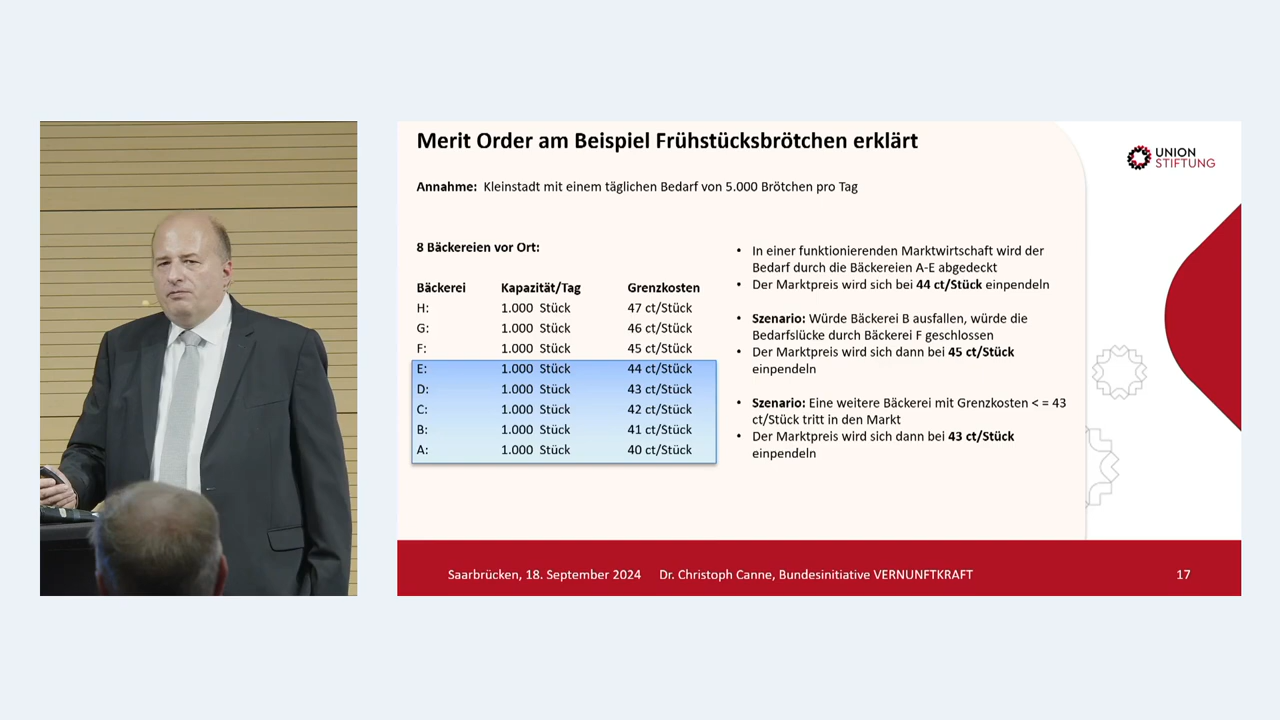 Merit Order am Beispiel Frühstücksbrötchen erklärt
UNION
STIFTUNG
Annahme: Kleinstadt mit einem täglichen Bedarf von 5.000 Brötchen pro Tag
8 Bäckereien vor Ort:
Bäckerei Kapazität/Tag Grenzkosten
H: 1.000 Stück 47 ct/Stück
G: 1.000 Stück 46 ct/Stück
F: 1.000 Stück 45 ct/Stück
E: 1.000 Stück 44 ct/Stück
D: 1.000 Stück 43 ct/Stück
C: 1.000 Stück 42 ct/Stück
B: 1.000 Stück 41 ct/Stück
A: 1.000 Stück 40 ct/Stück
• In einer funktionierenden Marktwirtschaft wird der
Bedarf durch die Bäckereien A-E abgedeckt
• Der Marktpreis wird sich bei 44 ct/Stück einpendeln
• Szenario: Würde Bäckerei B ausfallen, würde die
Bedarfslücke durch Bäckerei F geschlossen
• Der Marktpreis wird sich dann bei 45 ct/Stück
einpendeln
• Szenario: Eine weitere Bäckerei mit Grenzkosten < = 43
ct/Stück tritt in den Markt
• Der Marktpreis wird sich dann bei 43 ct/Stück
einpendeln
Saarbrücken, 18. September 2024 Dr. Christoph Canne, Bundesinitiative VERNUNFTKRAFT
17